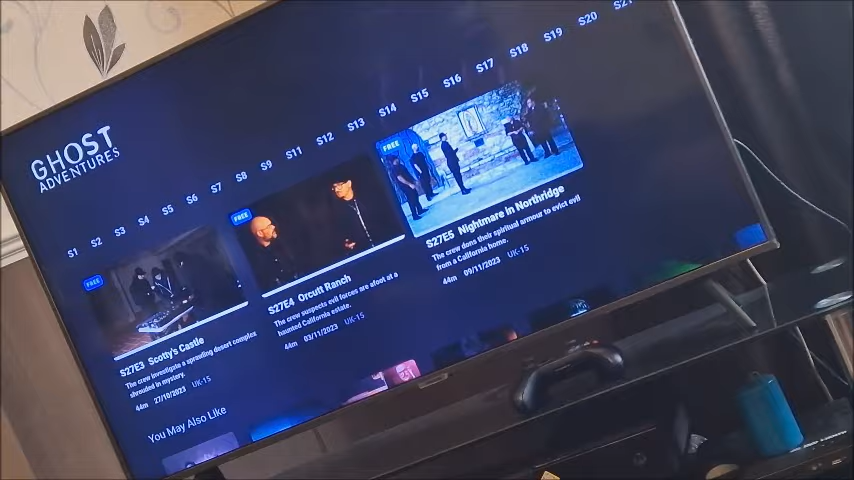 GHOST
ADVENTURES
S1 S2 S3 S4 S5 S6 S7 S8 S9 S11 S12 S13 S14 S15 S16 S17 S18 S19 S20 S21
FREE
S27E3 Scotty's Castle
The crew investigate a sprawling desert complex
shrouded in mystery.
44m 27/10/2023 UK-15
FREE
S27E4 Orcutt Ranch
The crew suspects evil forces are afoot at a
haunted California estate.
44m 03/11/2023 UK-15
FREE
S27E5 Nightmare in Northridge
The crew dons their spiritual armour to evict evil
from a California home.
44m 09/11/2023 UK-15
You May Also Like